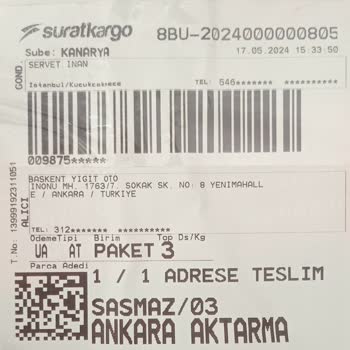 suratkargo
8BU-2024000000805
Sube: KANARYA
17.05.2024 15:33:50
GOND
SERVET INAN
Istanbul/Kucukcekmece
TEL: 546******* **********
009875*****
T.No: 13999192311051
ALICI
BASKENT YIGIT OTO
INONU MH. 1763/7. SOKAK SK. NO: 8 YENIMAHALL
E / ANKARA / TURKIYE
TEL: 312******* **********
OdemeTipi Birim Top Ds/Kg
UA AT PAKET 3
Parca Adedi
1 / 1 ADRESE TESLIM
SASMAZ/03
ANKARA AKTARMA